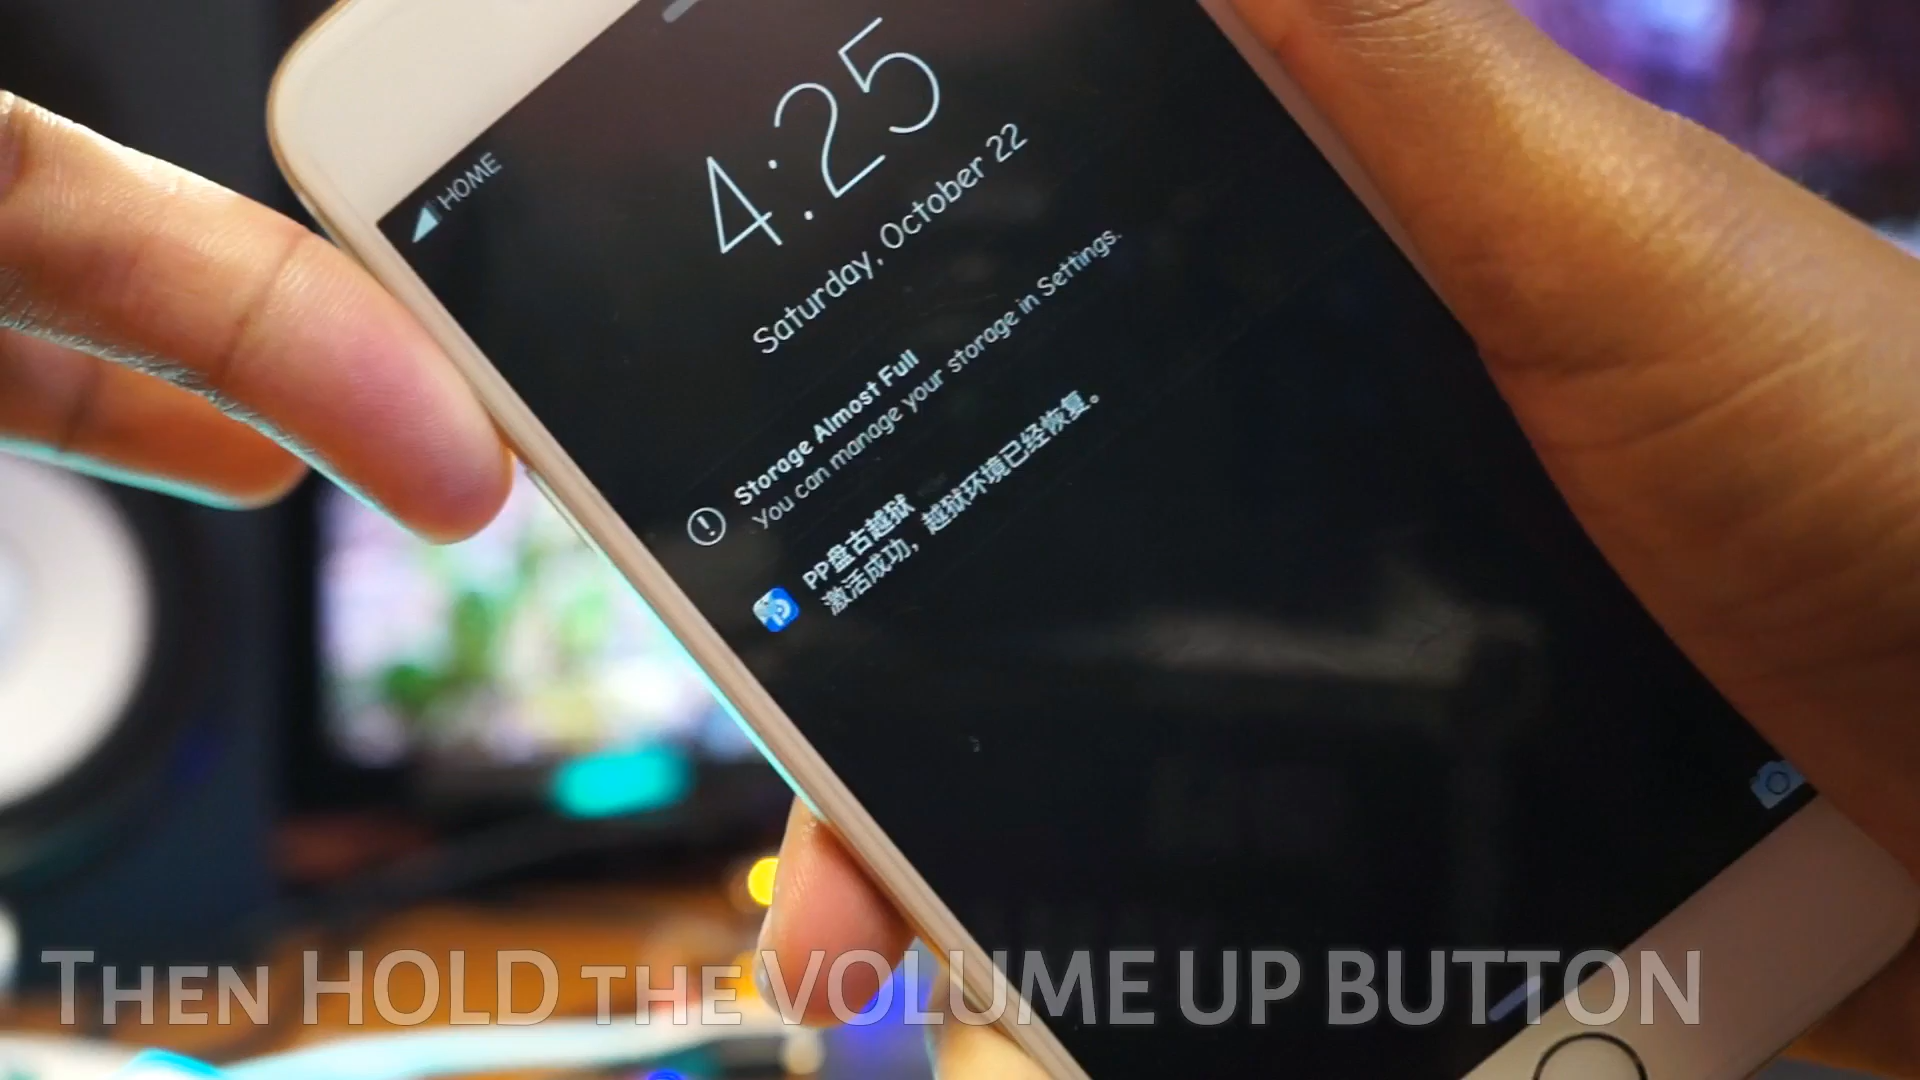 HOME
4:25
Saturday, October 22
Storage Almost Full
You can manage your storage in Settings.
PP盘古越狱
激活成功，越狱环境已经恢复。
THEN HOLD THE VOLUME UP BUTTON